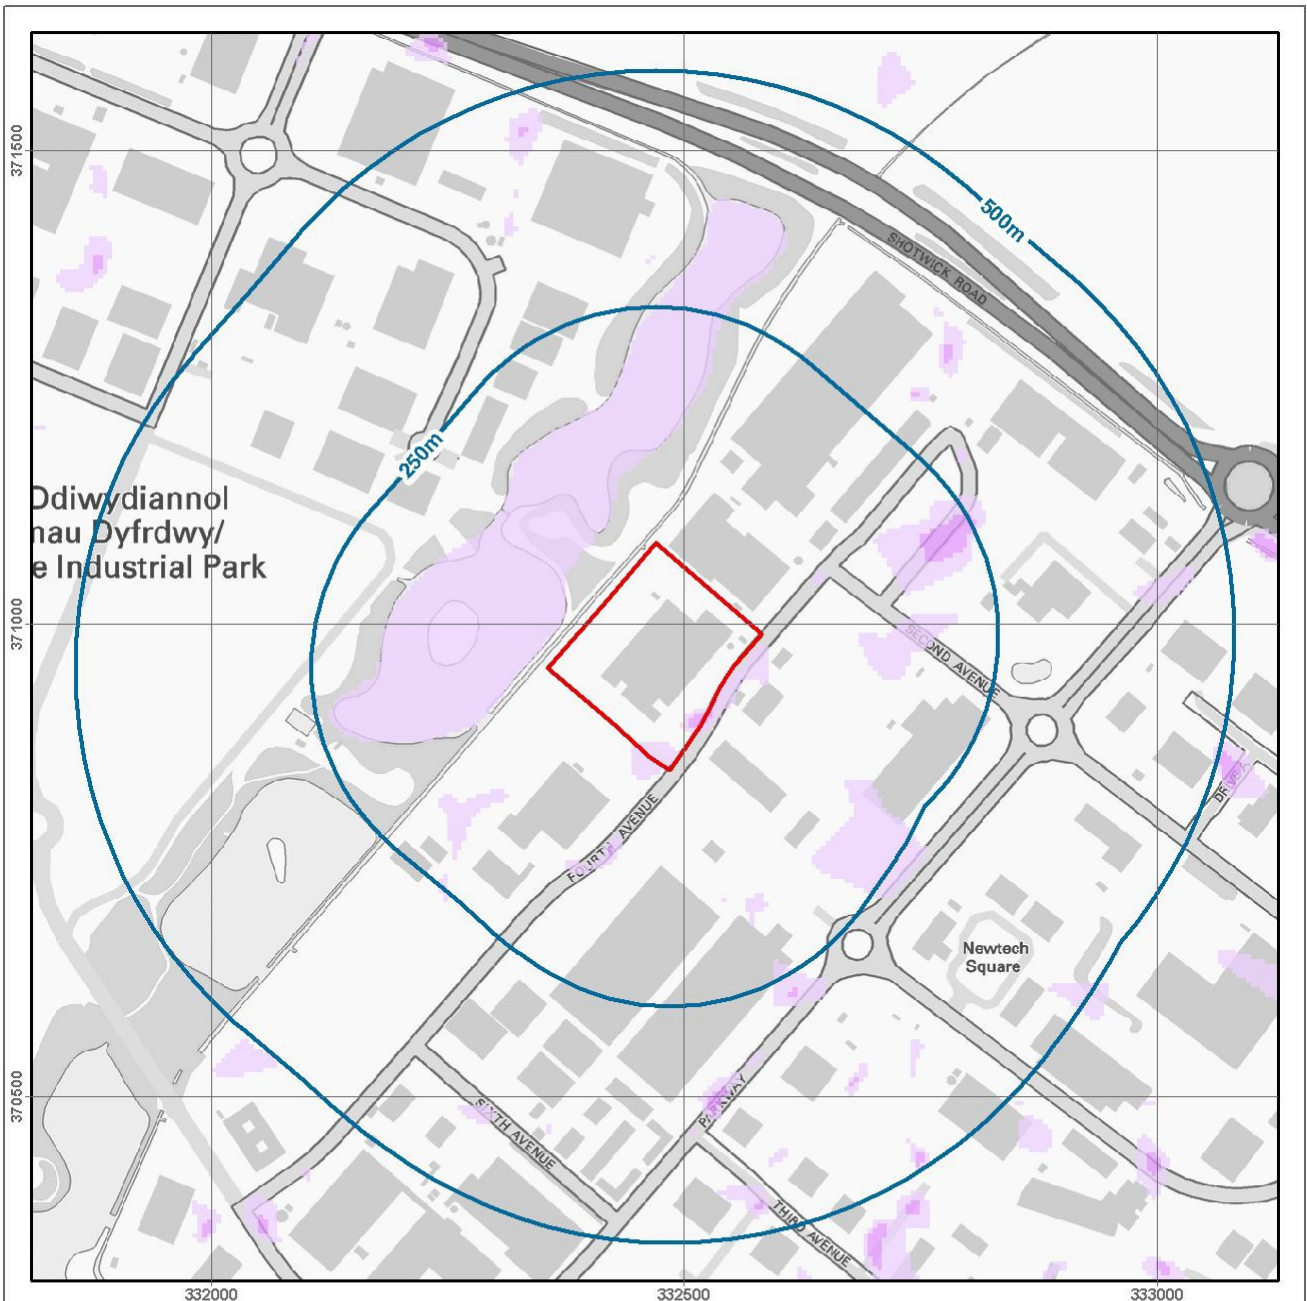 371500
500m
SHOTWICK ROAD
250m
Ddiwydiannol
nau Dyfrdwy/
e Industrial Park
371000
SECOND AVENUE
DRIVE A
FOURTH AVENUE
Newtech
Square
370500
PARKWAY
SIXTH AVENUE
THIRD AVENUE
332000
332500
333000